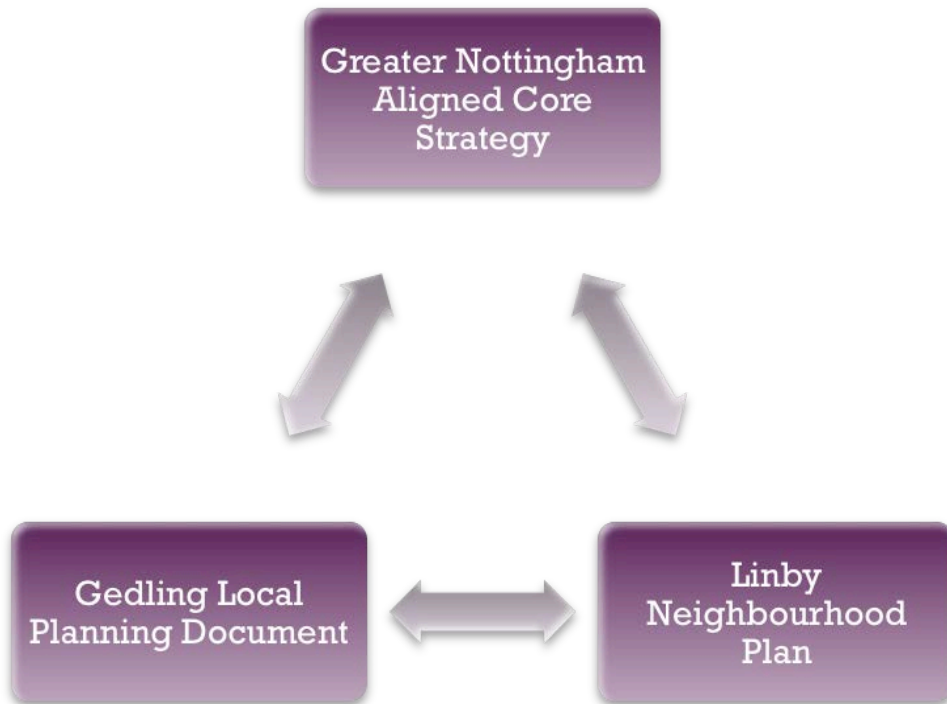 Greater Nottingham
Aligned Core
Strategy
Gedling Local
Planning Document
Linby
Neighbourhood
Plan